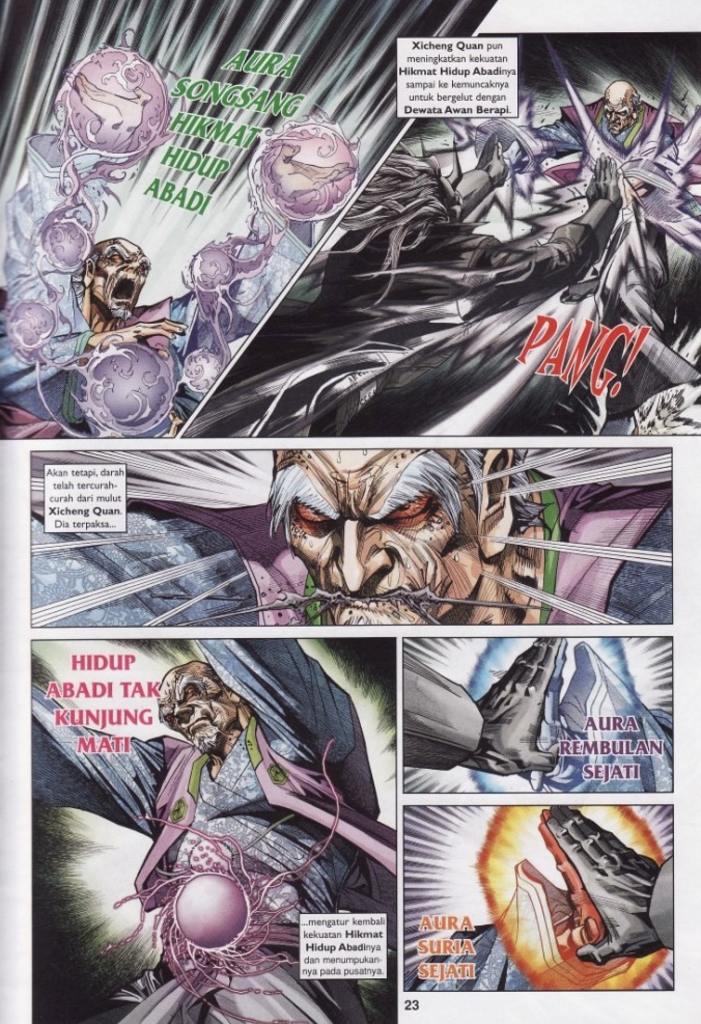 AURA
SONGSANG
HIKMAT
HIDUP
ABADI
Xicheng Quan pun
meningkatkan kekuatan
Hikmat Hidup Abadinya
sampai ke kemuncaknya
untuk bergelut dengan
Dewata Awan Berapi.
PANG!
Akan tetapi, darah
telah tercurah-
curah dari mulut
Xicheng Quan.
Dia terpaksa...
HIDUP
ABADI TAK
KUNJUNG
MATI
...mengatur kembali
kekuatan Hikmat
Hidup Abadinya
dan menumpukan-
nya pada pusatnya.
AURA
REMBULAN
SEJATI
AURA
SURIA
SEJATI
23